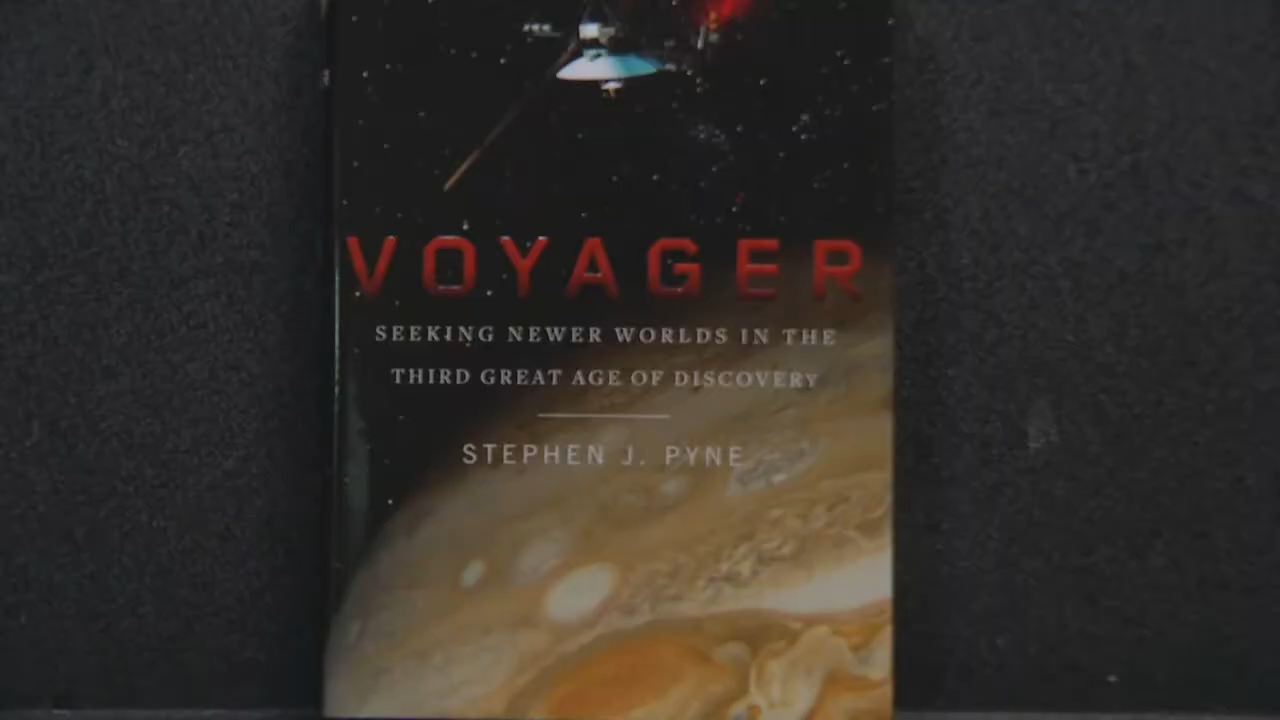 VOYAGER
SEEKING NEWER WORLDS IN THE
THIRD GREAT AGE OF DISCOVERY
STEPHEN J. PYNE